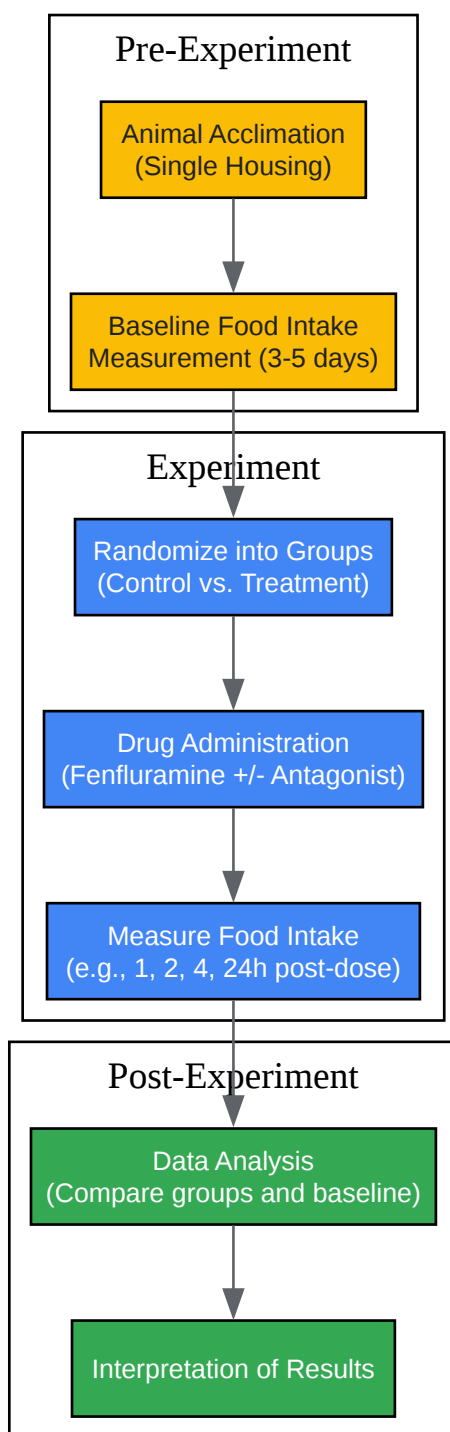 Pre-Experiment
Animal Acclimation
(Single Housing)
Baseline Food Intake
Measurement (3-5 days)
Experiment
Randomize into Groups
(Control vs. Treatment)
Drug Administration
(Fenfluramine +/- Antagonist)
Measure Food Intake
(e.g., 1, 2, 4, 24h post-dose)
Post-Experiment
Data Analysis
(Compare groups and baseline)
Interpretation of Results